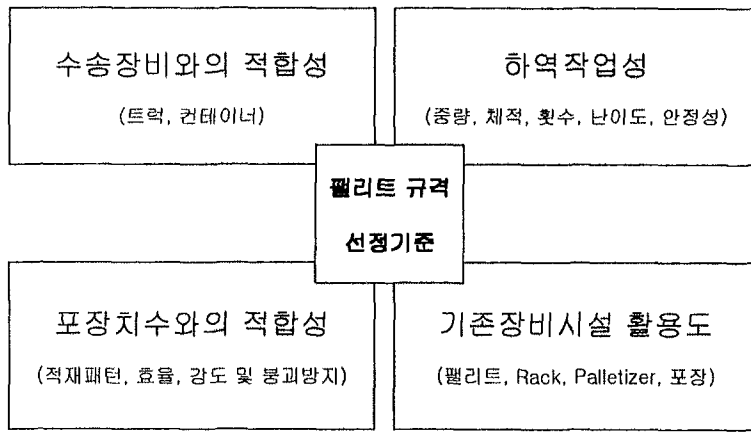 수송장비와의 적합성
(트럭, 컨테이너)
하역작업성
(중량, 체적, 횟수, 난이도, 안정성)
팰리트 규격
선정기준
포장치수와의 적합성
(적재패턴, 효율, 강도 및 붕괴방지)
기존장비시설 활용도
(팰리트, Rack, Palletizer, 포장)